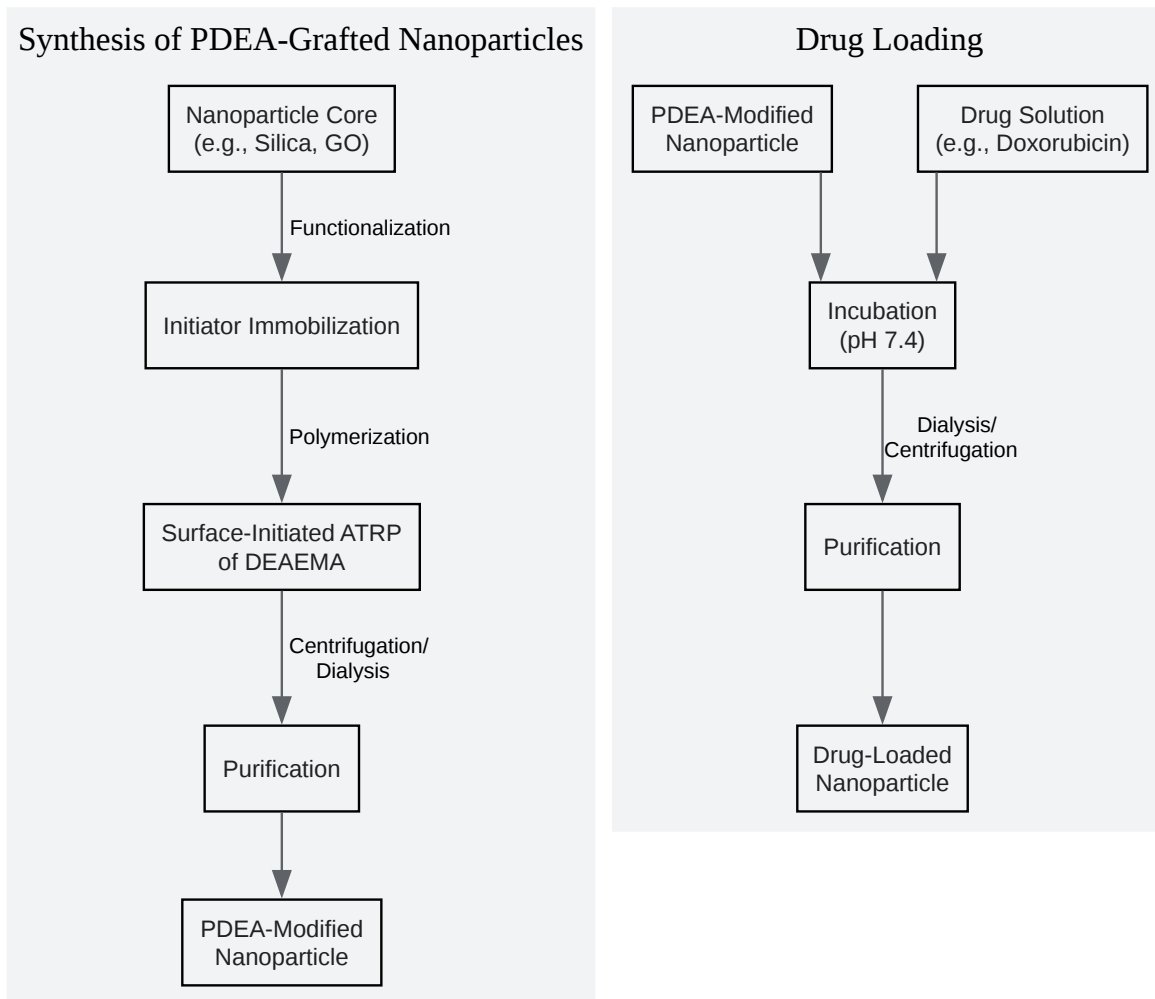 Synthesis of PDEA-Grafted Nanoparticles
Nanoparticle Core
(e.g., Silica, GO)
Functionalization
Initiator Immobilization
Polymerization
Surface-Initiated ATRP
of DEAEMA
Centrifugation/
Dialysis
Purification
PDEA-Modified
Nanoparticle
Drug Loading
PDEA-Modified
Nanoparticle
Drug Solution
(e.g., Doxorubicin)
Incubation
(pH 7.4)
Dialysis/
Centrifugation
Purification
Drug-Loaded
Nanoparticle